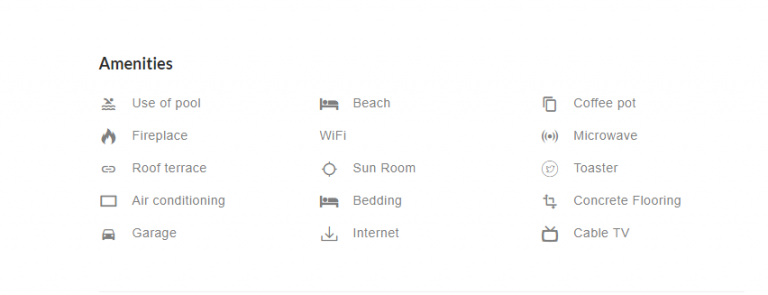 Amenities
Use of pool
Beach
Coffee pot
Fireplace
WiFi
Microwave
Roof terrace
Sun Room
Toaster
Air conditioning
Bedding
Concrete Flooring
Garage
Internet
Cable TV